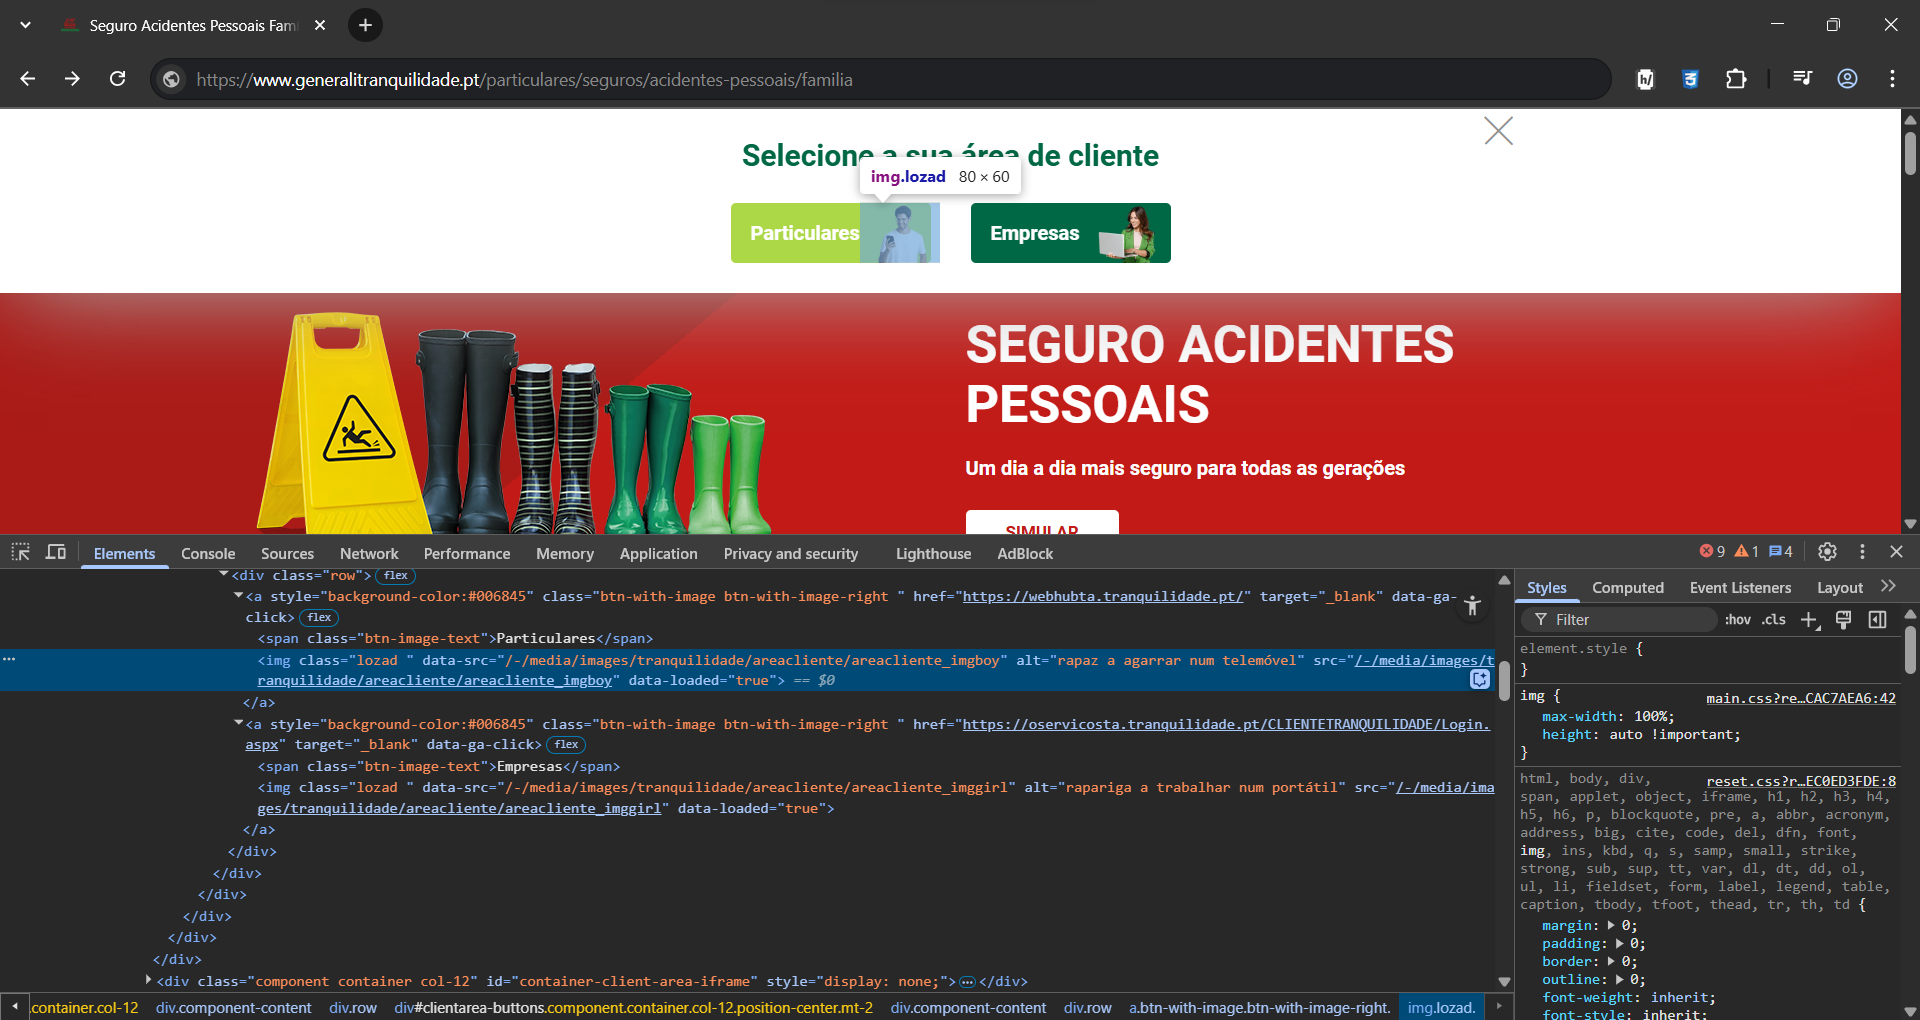 Seguro Acidentes Pessoais Fam
https://www.generalitranquilidade.pt/particulares/seguros/acidentes-pessoais/familia
Selecione a sua área de cliente
img.lozad 80 × 60
Particulares
Empresas
SEGURO ACIDENTES
PESSOAIS
Um dia a dia mais seguro para todas as gerações
SIMULAR
Elements Console Sources Network Performance Memory Application Privacy and security Lighthouse AdBlock
9 1 4
<div class="row"> flex
<a style="background-color:#006845" class="btn-with-image btn-with-image-right " href="https://webhubta.tranquilidade.pt/" target="_blank" data-ga-
click> flex
<span class="btn-image-text">Particulares</span>
<img class="lozad " data-src="/-/media/images/tranquilidade/areacliente/areacliente_imgboy" alt="rapaz a agarrar num telemóvel" src="/-/media/images/t
ranquilidade/areacliente/areacliente_imgboy" data-loaded="true"> == $0
</a>
<a style="background-color:#006845" class="btn-with-image btn-with-image-right " href="https://oservicosta.tranquilidade.pt/CLIENTETRANQUILIDADE/Login.
aspx" target="_blank" data-ga-click> flex
<span class="btn-image-text">Empresas</span>
<img class="lozad " data-src="/-/media/images/tranquilidade/areacliente/areacliente_imggirl" alt="rapariga a trabalhar num portátil" src="/-/media/ima
ges/tranquilidade/areacliente/areacliente_imggirl" data-loaded="true">
</a>
</div>
</div>
</div>
</div>
</div>
</div>
<div class="component container col-12" id="container-client-area-iframe" style="display: none;"> … </div>
.container.col-12 div.component-content div.row div#clientarea-buttons.component.container.col-12.position-center.mt-2 div.component-content div.row a.btn-with-image.btn-with-image-right. img.lozad.
Styles Computed Event Listeners Layout
Filter :hov .cls
element.style {
}
img { main.css?re…CAC7AEA6:42
max-width: 100%;
height: auto !important;
}
html, body, div, reset.css?r…EC0ED3FDE:8
span, applet, object, iframe, h1, h2, h3, h4,
h5, h6, p, blockquote, pre, a, abbr, acronym,
address, big, cite, code, del, dfn, font,
img, ins, kbd, q, s, samp, small, strike,
strong, sub, sup, tt, var, dl, dt, dd, ol,
ul, li, fieldset, form, label, legend, table,
caption, tbody, tfoot, thead, tr, th, td {
margin: 0;
padding: 0;
border: 0;
outline: 0;
font-weight: inherit;
font-style: inherit;